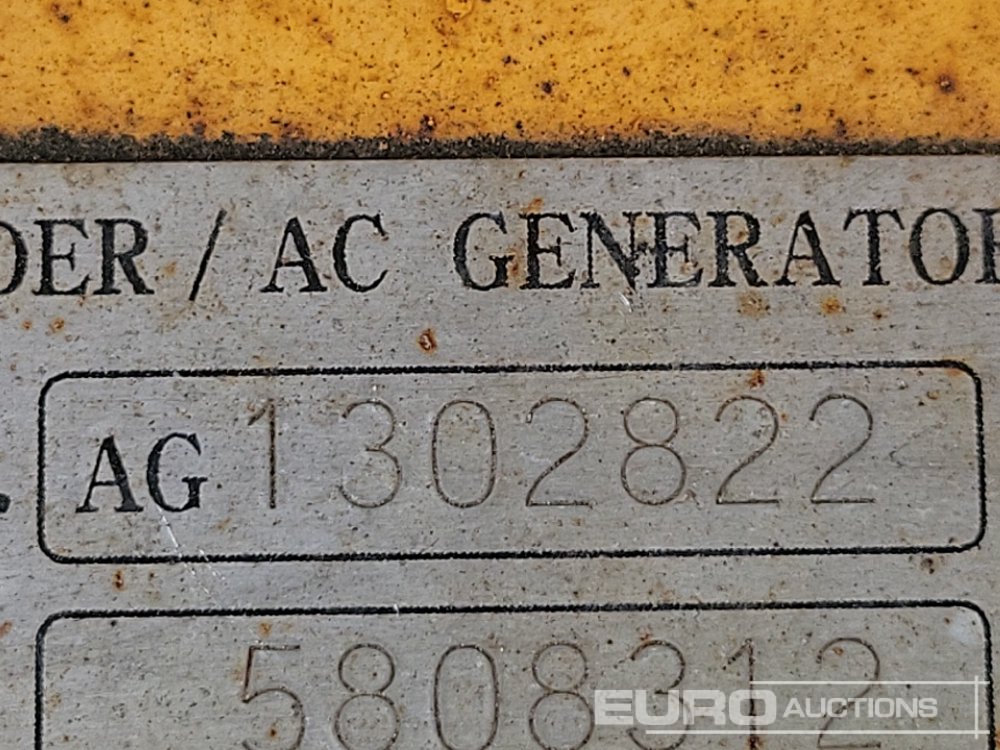 DER / AC GENERATOR
. AG 1302822
5808312
EURO AUCTIONS